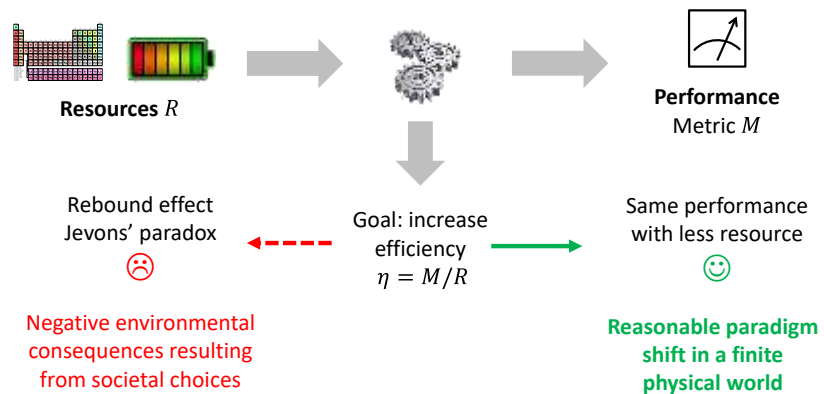 Resources R
Performance
Metric M
Rebound effect
Jevons’ paradox
Goal: increase
efficiency
η = M/R
Same performance
with less resource
Negative environmental
consequences resulting
from societal choices
Reasonable paradigm
shift in a finite
physical world